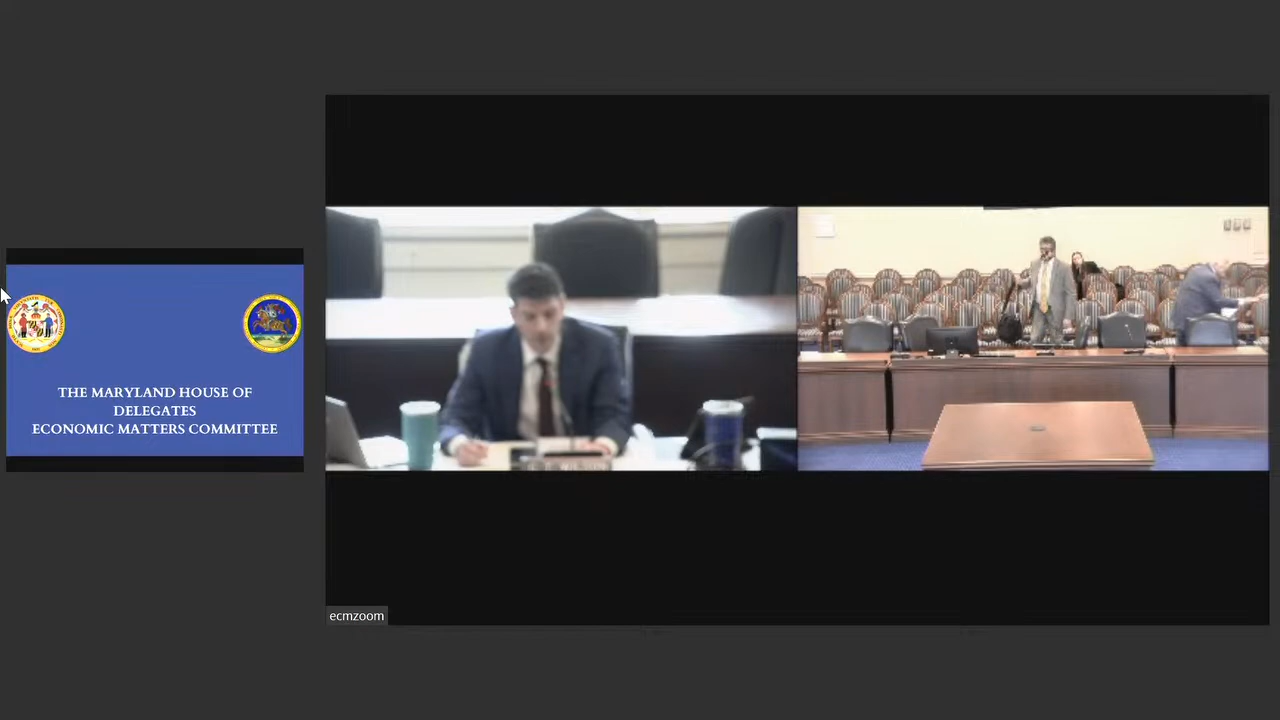 THE MARYLAND HOUSE OF
DELEGATES
ECONOMIC MATTERS COMMITTEE
ecmzoom